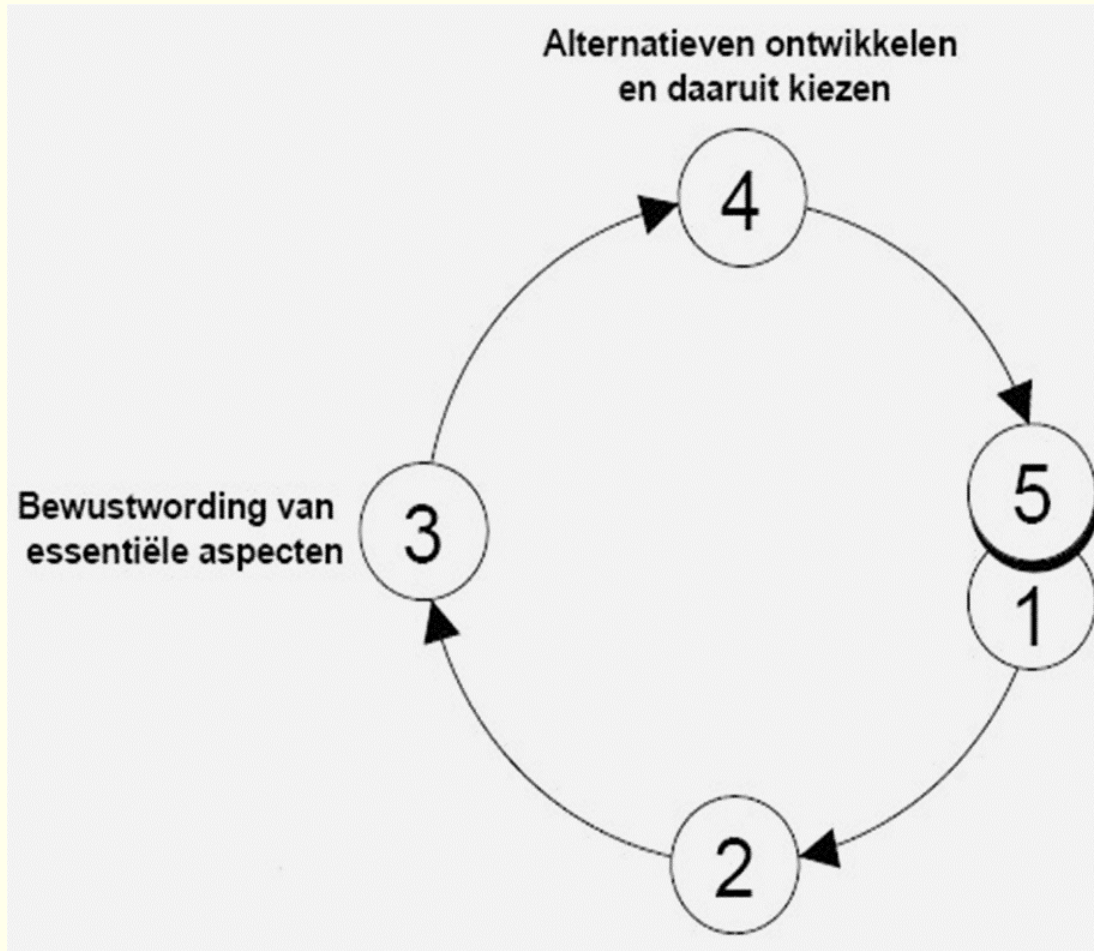 Alternatieven ontwikkelen
en daaruit kiezen
4
5
Bewustwording van
essentiële aspecten
3
1
2